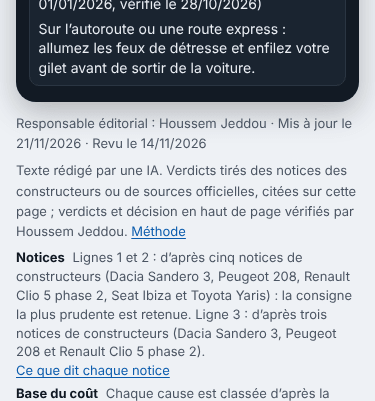 01/01/2026, vérifié le 28/10/2026)
Sur l’autoroute ou une route express :
allumez les feux de détresse et enfilez votre
gilet avant de sortir de la voiture.
Responsable éditorial : Houssem Jeddou · Mis à jour le
21/11/2026 · Revu le 14/11/2026
Texte rédigé par une IA. Verdicts tirés des notices des
constructeurs ou de sources officielles, citées sur cette
page ; verdicts et décision en haut de page vérifiés par
Houssem Jeddou. Méthode
Notices Lignes 1 et 2 : d’après cinq notices de
constructeurs (Dacia Sandero 3, Peugeot 208, Renault
Clio 5 phase 2, Seat Ibiza et Toyota Yaris) : la consigne
la plus prudente est retenue. Ligne 3 : d’après trois
notices de constructeurs (Dacia Sandero 3, Peugeot
208 et Renault Clio 5 phase 2).
Ce que dit chaque notice
Base du coût Chaque cause est classée d’après la